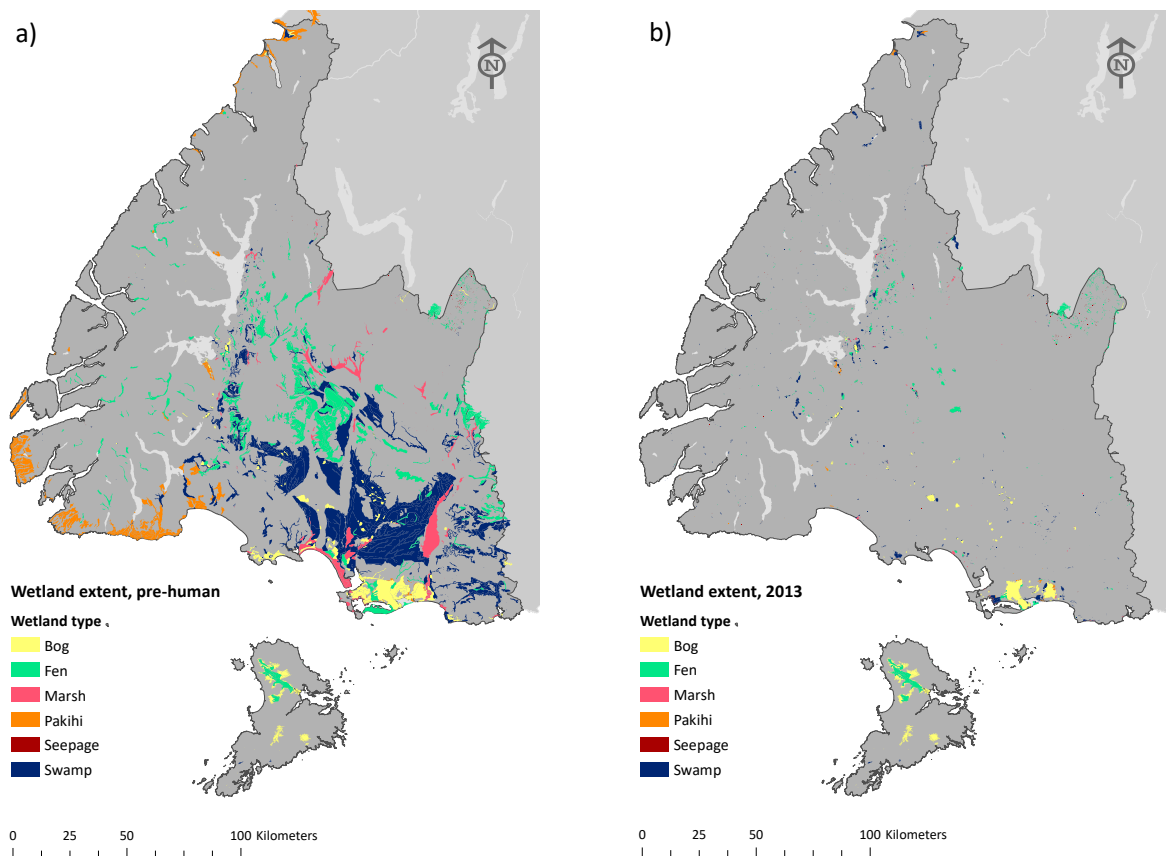 a)
N
Wetland extent, pre-human
Wetland type
Bog
Fen
Marsh
Pakihi
Seepage
Swamp
0 25 50 100 Kilometers
b)
N
Wetland extent, 2013
Wetland type
Bog
Fen
Marsh
Pakihi
Seepage
Swamp
0 25 50 100 Kilometers